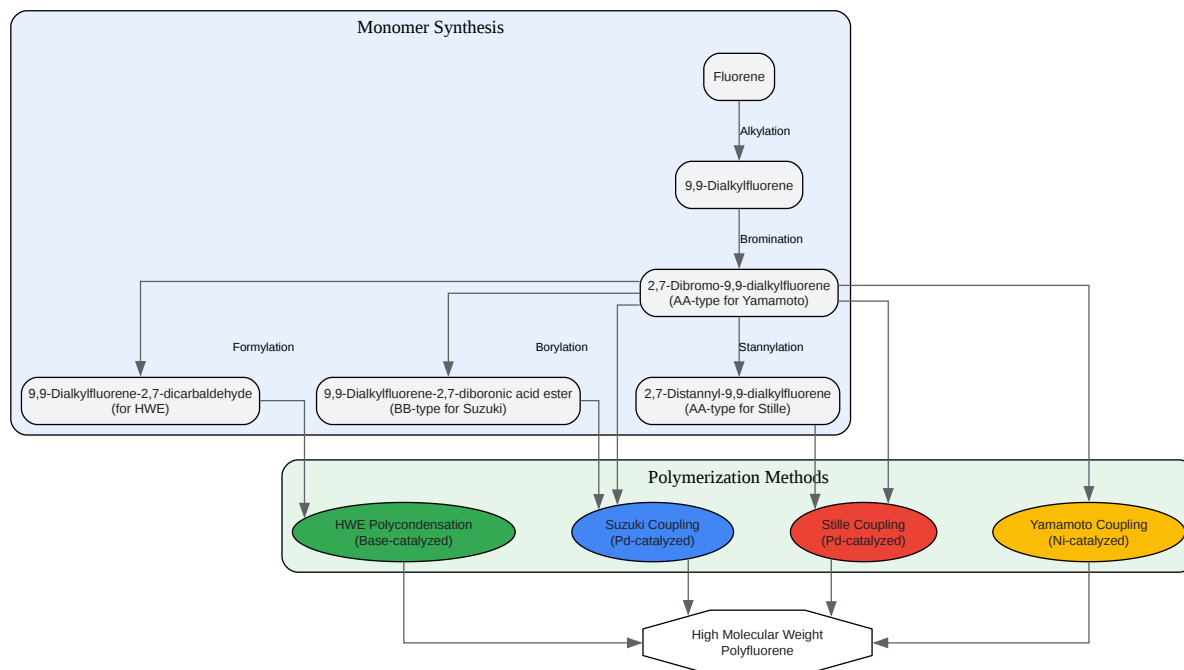 Monomer Synthesis
Fluorene
Alkylation
9,9-Dialkylfluorene
Bromination
2,7-Dibromo-9,9-dialkylfluorene
(AA-type for Yamamoto)
Formylation
Borylation
Stannylation
9,9-Dialkylfluorene-2,7-dicarbaldehyde
(for HWE)
9,9-Dialkylfluorene-2,7-diboronic acid ester
(BB-type for Suzuki)
2,7-Distannyl-9,9-dialkylfluorene
(AA-type for Stille)
Polymerization Methods
HWE Polycondensation
(Base-catalyzed)
Suzuki Coupling
(Pd-catalyzed)
Stille Coupling
(Pd-catalyzed)
Yamamoto Coupling
(Ni-catalyzed)
High Molecular Weight
Polyfluorene